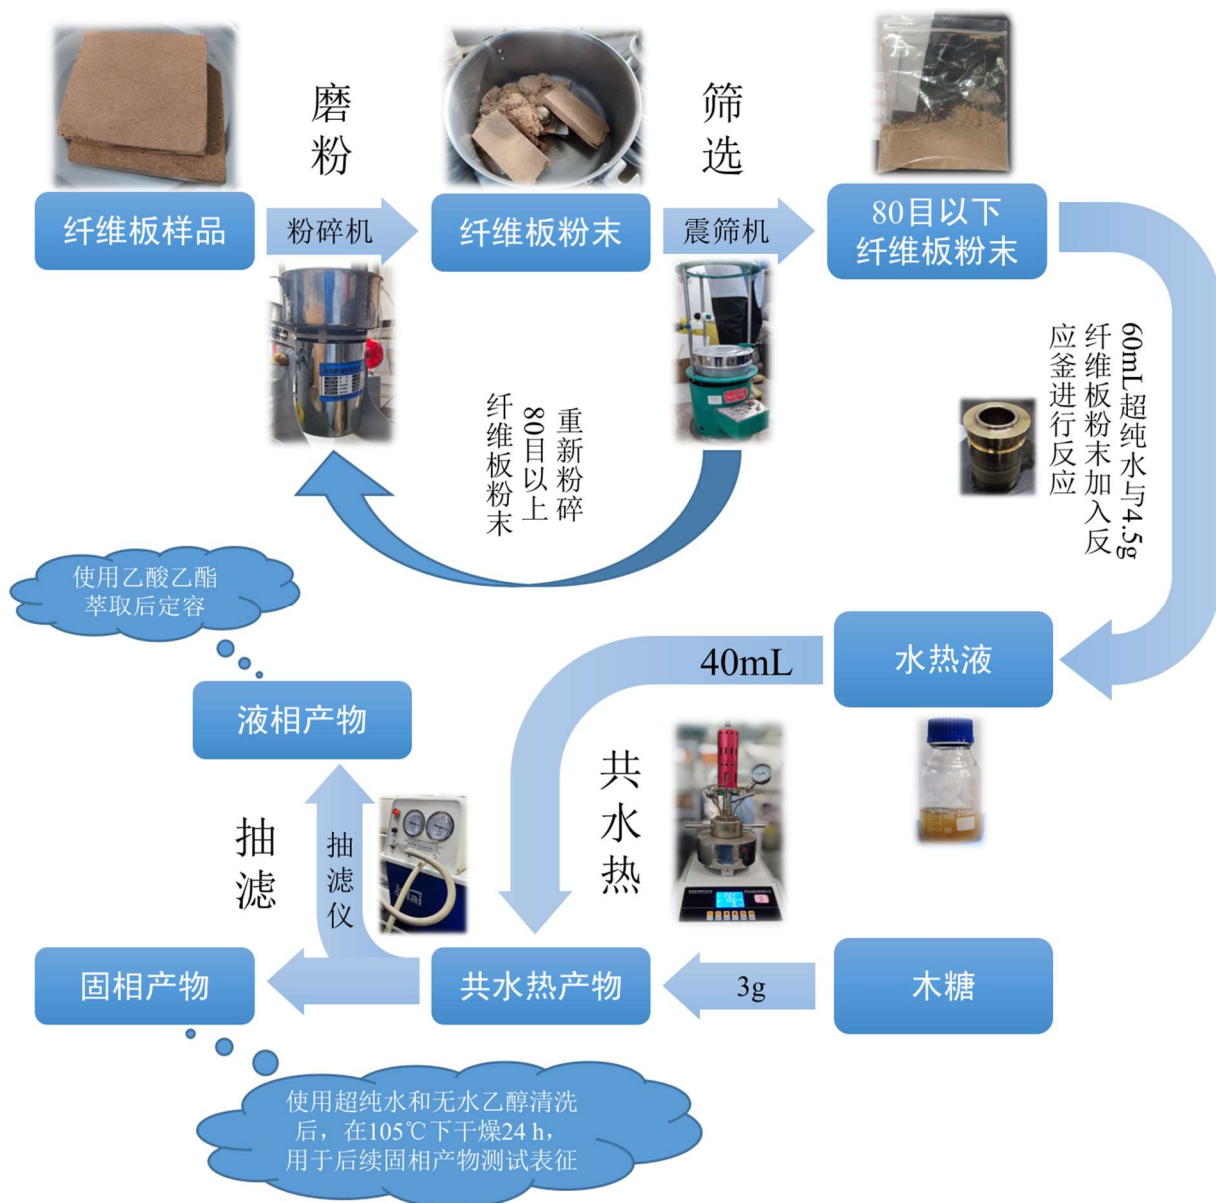 磨粉
筛选
纤维板样品
粉碎机
纤维板粉末
震筛机
80目以下
纤维板粉末
重新粉碎
80目以上
纤维板粉末
60mL超纯水与4.5g
纤维板粉末加入反
应釜进行反应
使用乙酸乙酯
萃取后定容
水热液
40mL
液相产物
共水热
抽滤
抽滤仪
固相产物
共水热产物
3g
木糖
使用超纯水和无水乙醇清洗
后，在105℃下干燥24 h，
用于后续固相产物测试表征